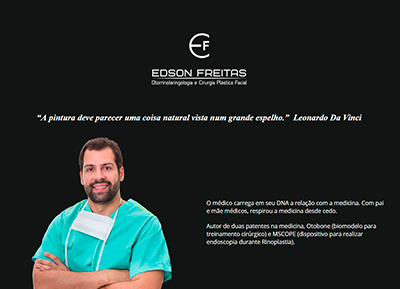 EF
EDSON FREITAS
Otorrinolaringologia e Cirurgia Plástica Facial
“A pintura deve parecer uma coisa natural vista num grande espelho.” Leonardo Da Vinci
O médico carrega em seu DNA a relação com a medicina. Com pai
e mãe médicos, respirou a medicina desde cedo.
Autor de duas patentes na medicina, Otobone (biomodelo para
treinamento cirúrgico) e MSCOPE (dispositivo para realizar
endoscopia durante Rinoplastia).